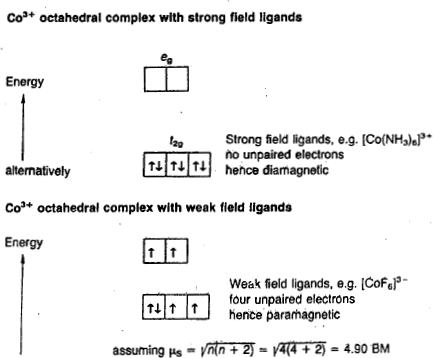 Co³⁺ octahedral complex with strong field ligands
e_g
Energy
t_2g
Strong field ligands, e.g. [Co(NH₃)₆]³⁺
no unpaired electrons
hence diamagnetic
↑↓ ↑↓ ↑↓
alternatively
Co³⁺ octahedral complex with weak field ligands
Energy
↑ ↑
Weak field ligands, e.g. [CoF₆]³⁻
four unpaired electrons
hence paramagnetic
↑↓ ↑ ↑
assuming μ_S = √n(n + 2) = √4(4 + 2) = 4.90 BM